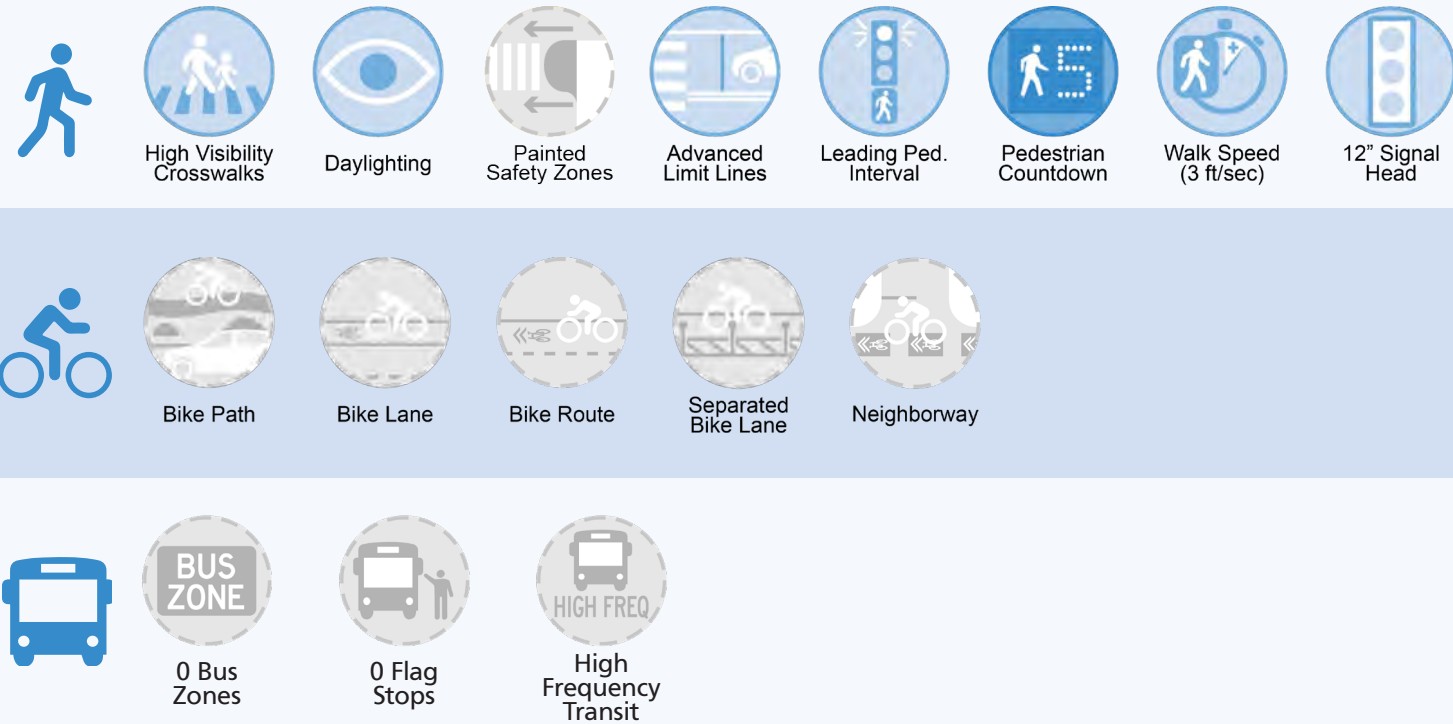 5
High Visibility
Crosswalks
Daylighting
Painted
Safety Zones
Advanced
Limit Lines
Leading Ped.
Interval
Pedestrian
Countdown
Walk Speed
(3 ft/sec)
12” Signal
Head
Bike Path
Bike Lane
Bike Route
Separated
Bike Lane
Neighborway
BUS
ZONE
HIGH FREQ
0 Bus
Zones
0 Flag
Stops
High
Frequency
Transit